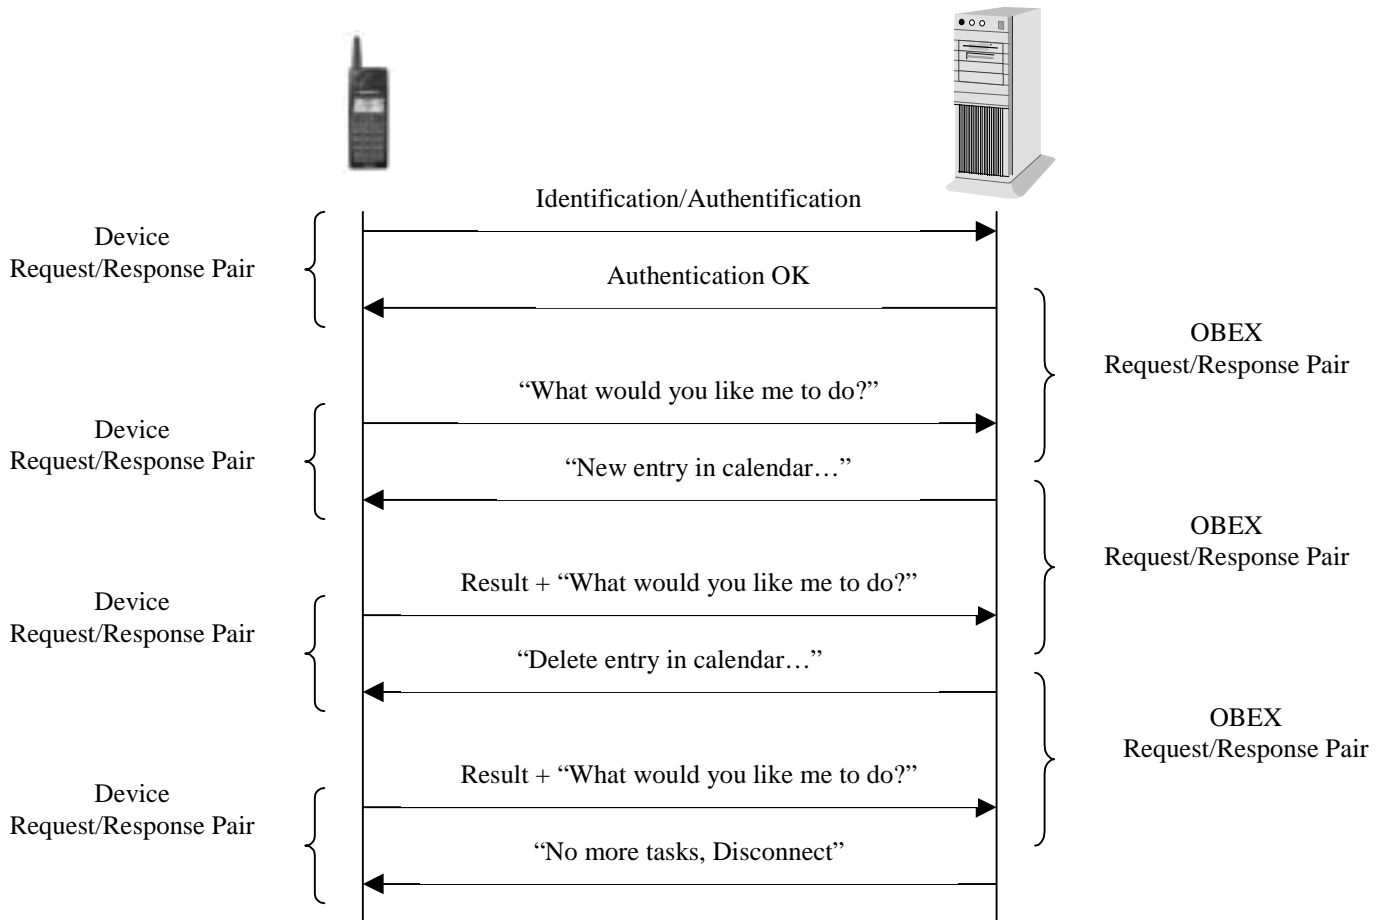 Identification/Authentification
Device
Request/Response Pair
Authentication OK
OBEX
Request/Response Pair
“What would you like me to do?”
Device
Request/Response Pair
“New entry in calendar…”
OBEX
Request/Response Pair
Result + “What would you like me to do?”
Device
Request/Response Pair
“Delete entry in calendar…”
OBEX
Request/Response Pair
Result + “What would you like me to do?”
Device
Request/Response Pair
“No more tasks, Disconnect”